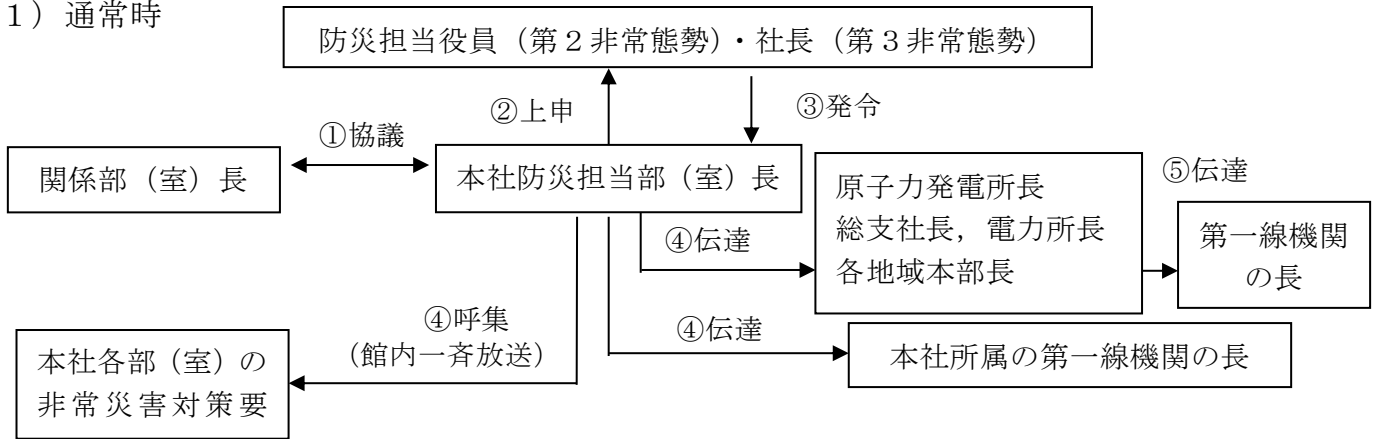 1）通常時
防災担当役員（第２非常態勢）・社長（第３非常態勢）
②上申
③発令
①協議
関係部（室）長
本社防災担当部（室）長
原子力発電所長
総支社長，電力所長
各地域本部長
⑤伝達
第一線機関
の長
④伝達
④呼集
（館内一斉放送）
④伝達
本社各部（室）の
非常災害対策要
本社所属の第一線機関の長